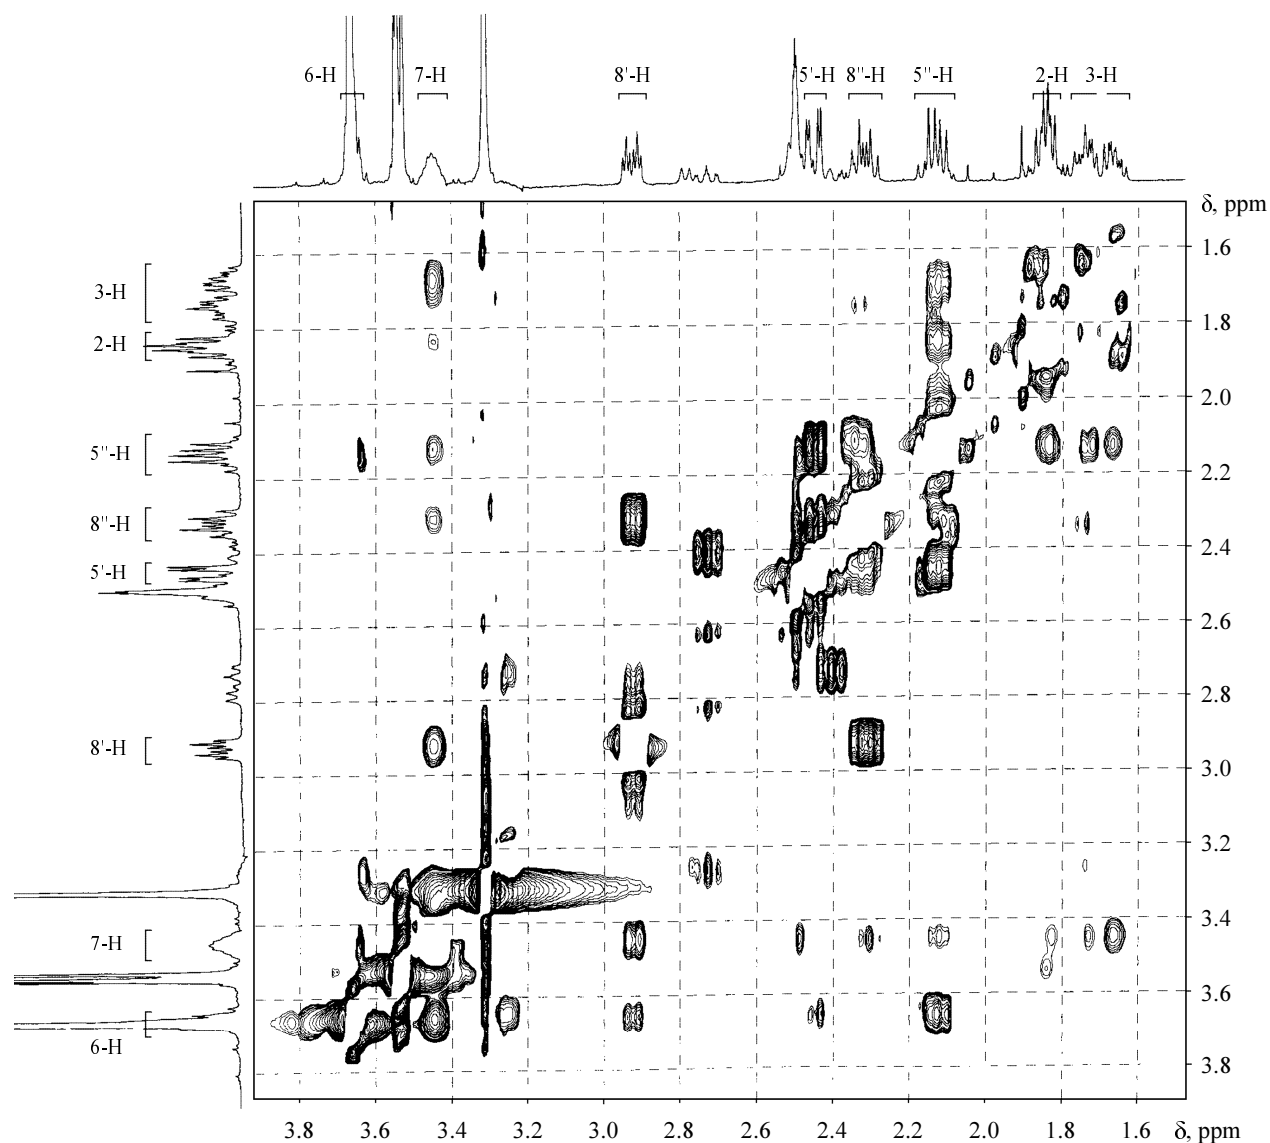 6-H 7-H 8'-H 5'-H 8''-H 5''-H 2-H 3-H
δ, ppm
3-H
2-H
5''-H
8''-H
5'-H
8'-H
7-H
6-H
1.6
1.8
2.0
2.2
2.4
2.6
2.8
3.0
3.2
3.4
3.6
3.8
3.8 3.6 3.4 3.2 3.0 2.8 2.6 2.4 2.2 2.0 1.8 1.6 δ, ppm